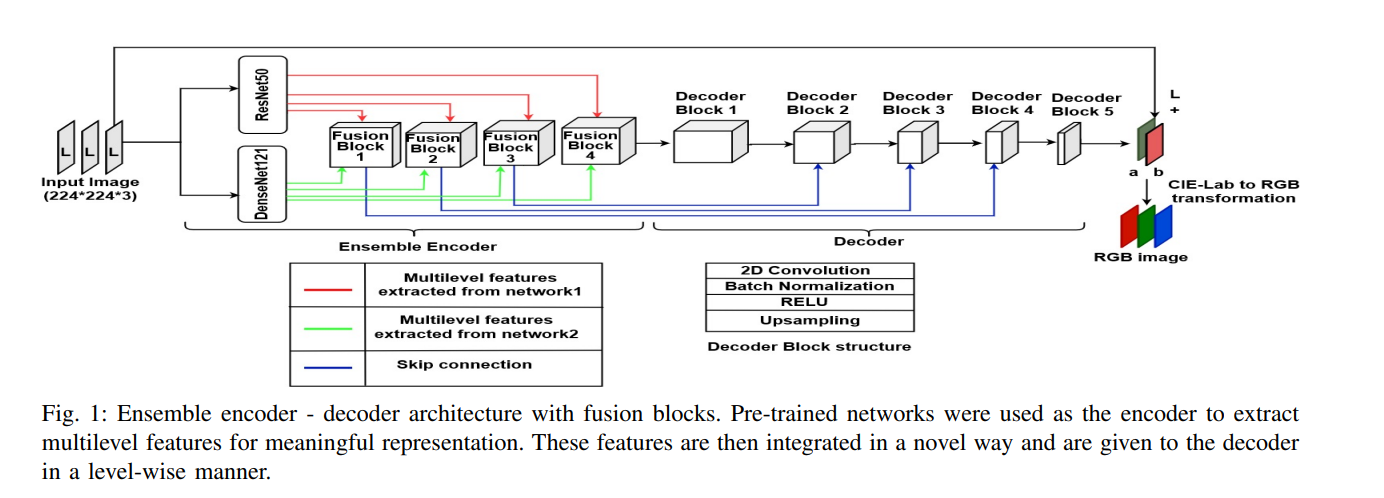 ResNet50
DenseNet121
L L L
Input Image
(224*224*3)
Fusion
Block
1
Fusion
Block
2
Fusion
Block
3
Fusion
Block
4
Decoder
Block 1
Decoder
Block 2
Decoder
Block 3
Decoder
Block 4
Decoder
Block 5
L
+
a b
CIE-Lab to RGB
transformation
RGB image
Ensemble Encoder
Decoder
Multilevel features
extracted from network1
Multilevel features
extracted from network2
Skip connection
2D Convolution
Batch Normalization
RELU
Upsampling
Decoder Block structure
Fig. 1: Ensemble encoder - decoder architecture with fusion blocks. Pre-trained networks were used as the encoder to extract
multilevel features for meaningful representation. These features are then integrated in a novel way and are given to the decoder
in a level-wise manner.